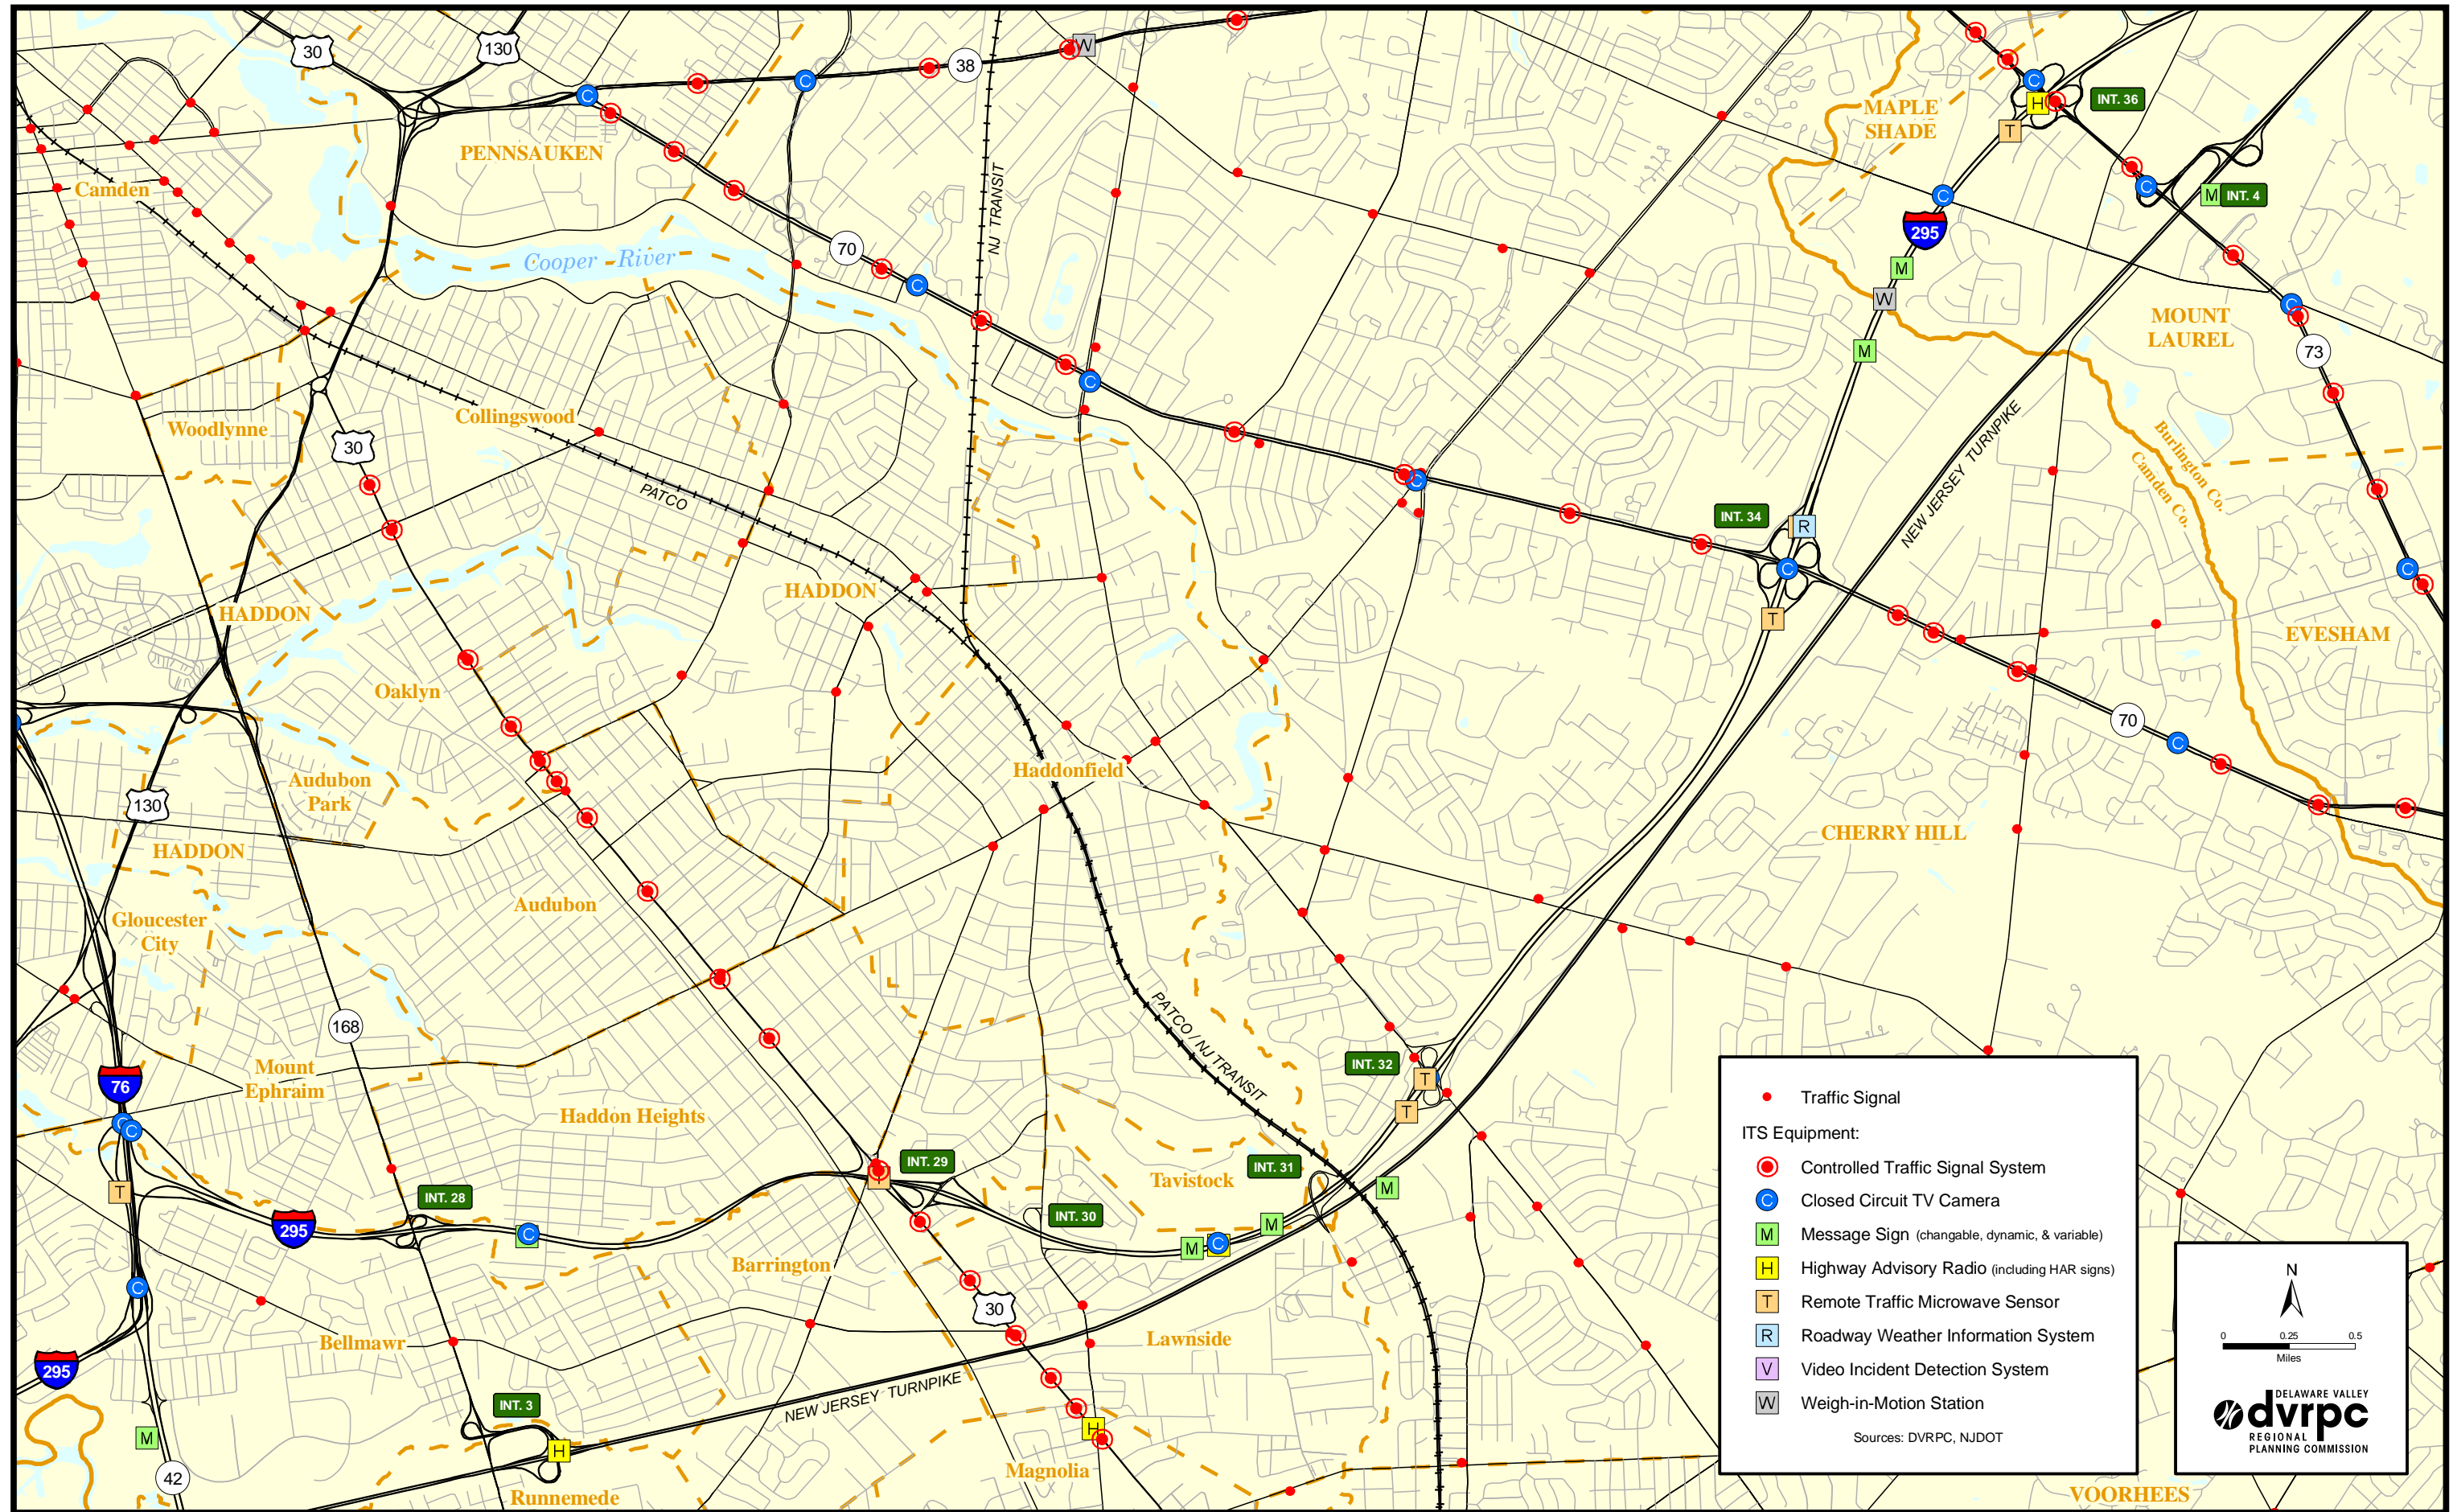 30
130
38
W
C
C
C
H
INT. 36
T
MAPLE
SHADE
PENNSAUKEN
Camden
NJ TRANSIT
C
C
M
INT. 4
295
70
Cooper River
C
M
W
C
MOUNT
LAUREL
M
73
C
Woodlynne
Collingswood
30
NEW JERSEY TURNPIKE
Burlington Co.
Camden Co.
PATCO
C
INT. 34
R
C
C
HADDON
HADDON
T
EVESHAM
Oaklyn
70
C
Haddonfield
Audubon
Park
130
HADDON
CHERRY HILL
Audubon
Gloucester
City
168
PATCO / NJ TRANSIT
Mount
Ephraim
76
INT. 32
T
T
Haddon Heights
C
C
INT. 29
T
INT. 31
Tavistock
M
T
INT. 28
295
C
INT. 30
M
C
M
Barrington
C
30
Bellmawr
Lawnside
295
NEW JERSEY TURNPIKE
INT. 3
H
H
M
42
Magnolia
Runnemede
VOORHEES
Traffic Signal
ITS Equipment:
Controlled Traffic Signal System
C Closed Circuit TV Camera
M Message Sign (changable, dynamic, & variable)
H Highway Advisory Radio (including HAR signs)
T Remote Traffic Microwave Sensor
R Roadway Weather Information System
V Video Incident Detection System
W Weigh-in-Motion Station
Sources: DVRPC, NJDOT
N
0 0.25 0.5
Miles
DELAWARE VALLEY
dvrpc
REGIONAL
PLANNING COMMISSION